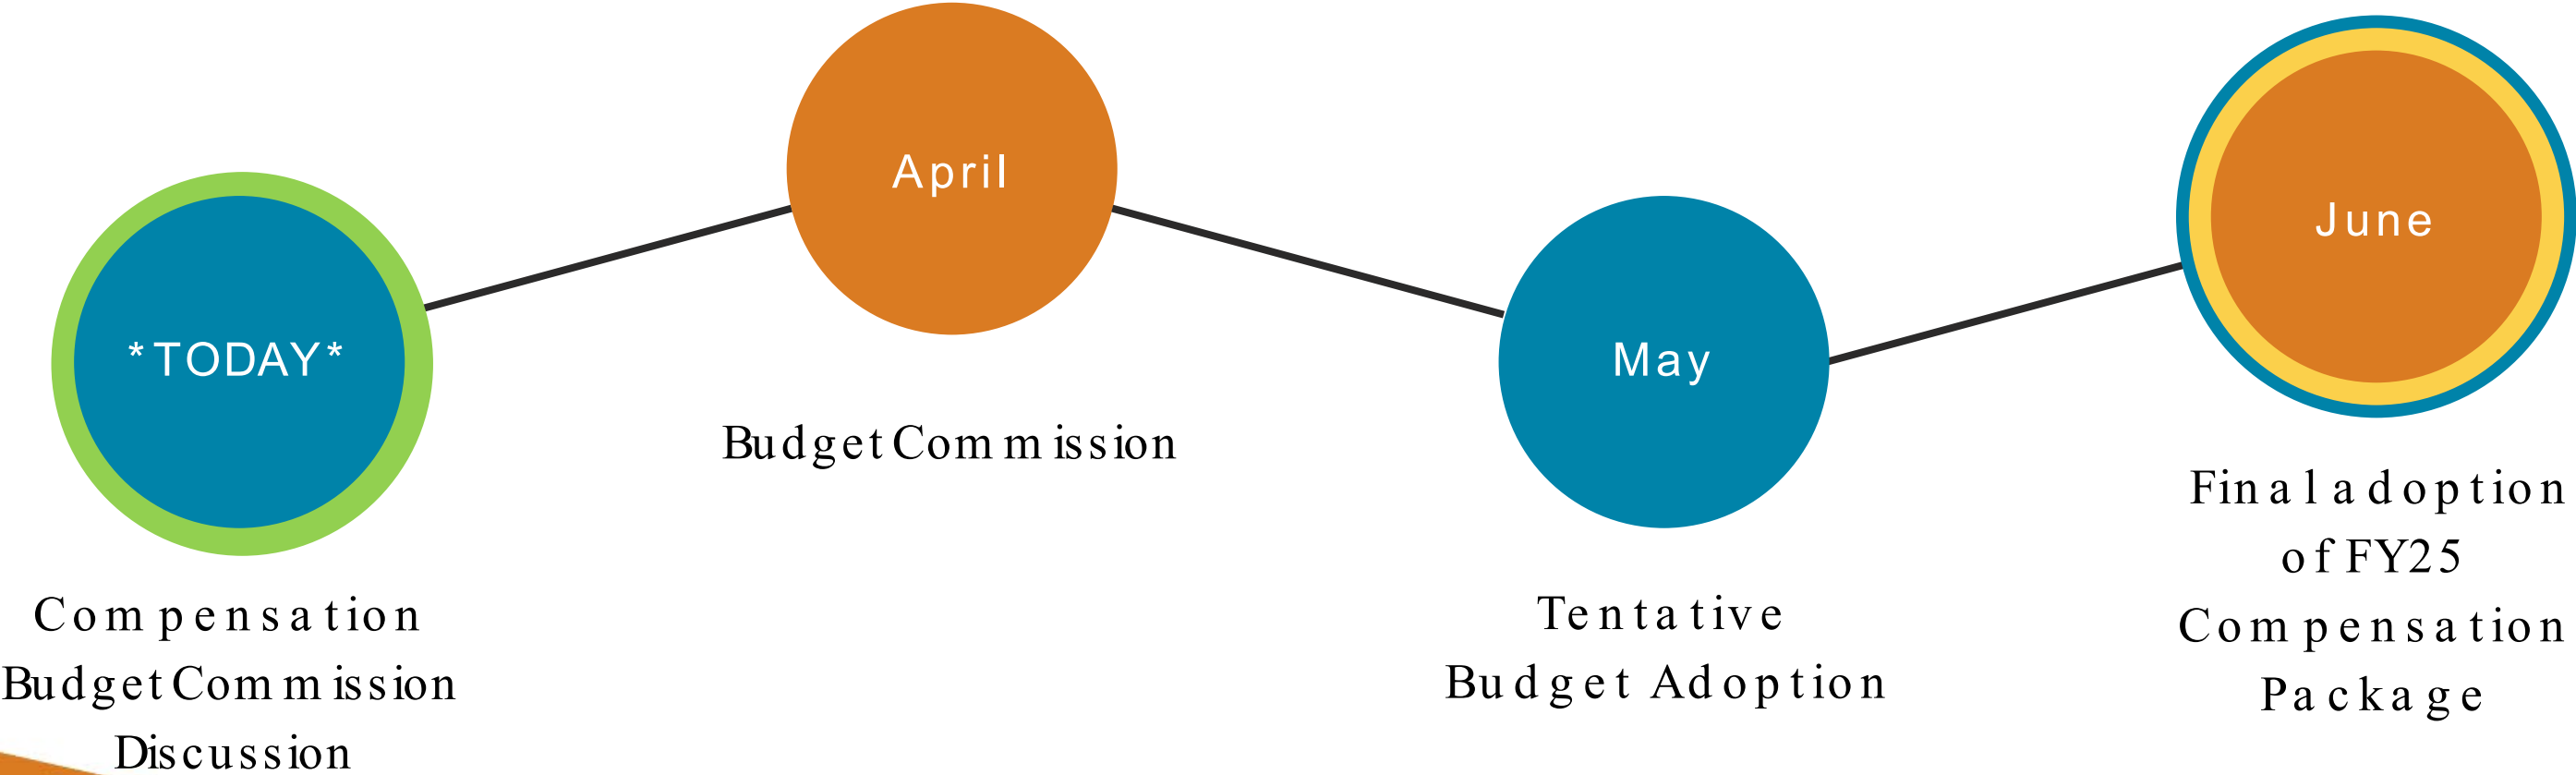 *TODAY*
Compensation
Budget Commission
Discussion
April
Budget Commission
May
Tentative
Budget Adoption
June
Final adoption
of FY25
Compensation
Package